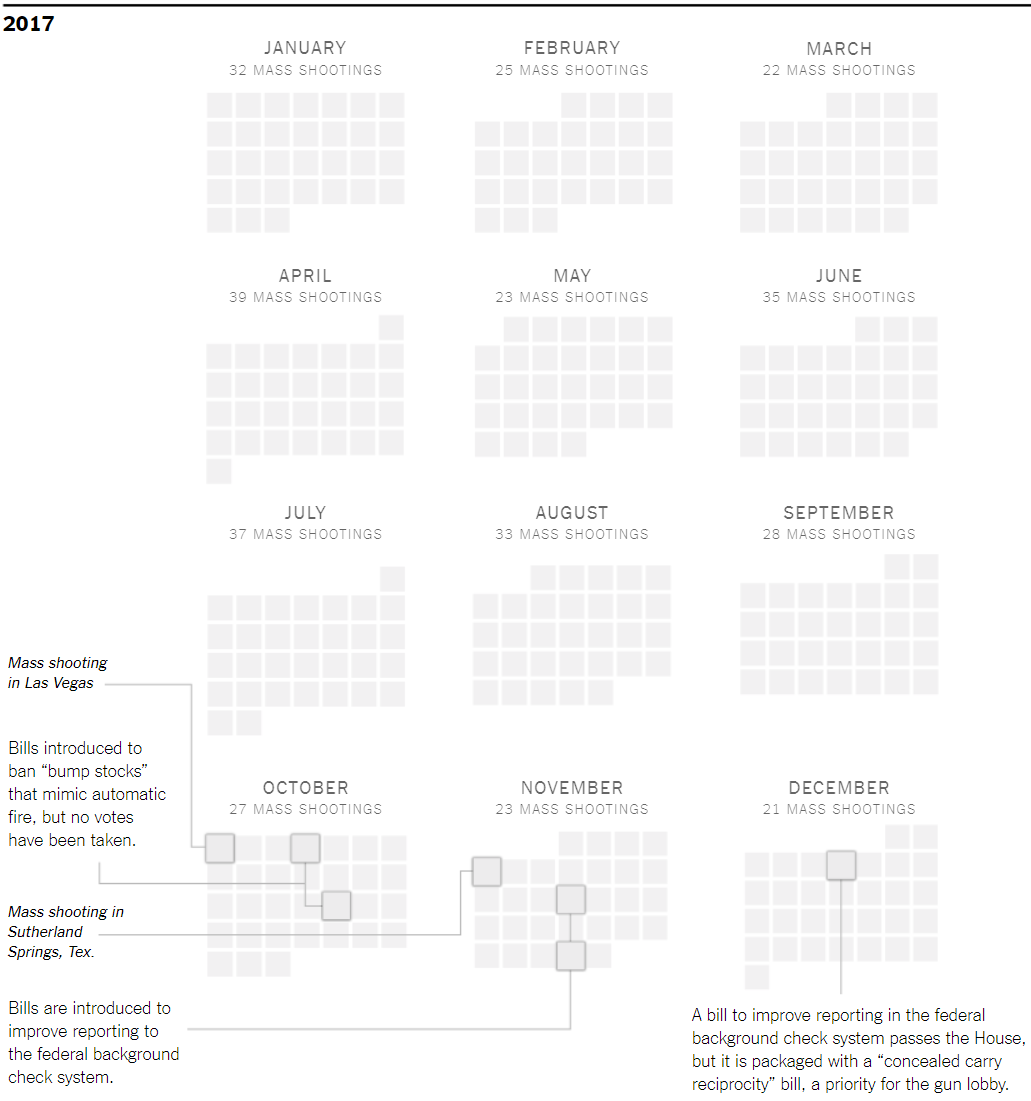 2017
JANUARY
32 MASS SHOOTINGS
FEBRUARY
25 MASS SHOOTINGS
MARCH
22 MASS SHOOTINGS
APRIL
39 MASS SHOOTINGS
MAY
23 MASS SHOOTINGS
JUNE
35 MASS SHOOTINGS
JULY
37 MASS SHOOTINGS
AUGUST
33 MASS SHOOTINGS
SEPTEMBER
28 MASS SHOOTINGS
Mass shooting
in Las Vegas
Bills introduced to
ban “bump stocks”
that mimic automatic
fire, but no votes
have been taken.
OCTOBER
27 MASS SHOOTINGS
NOVEMBER
23 MASS SHOOTINGS
DECEMBER
21 MASS SHOOTINGS
Mass shooting in
Sutherland
Springs, Tex.
Bills are introduced to
improve reporting to
the federal background
check system.
A bill to improve reporting in the federal
background check system passes the House,
but it is packaged with a “concealed carry
reciprocity” bill, a priority for the gun lobby.